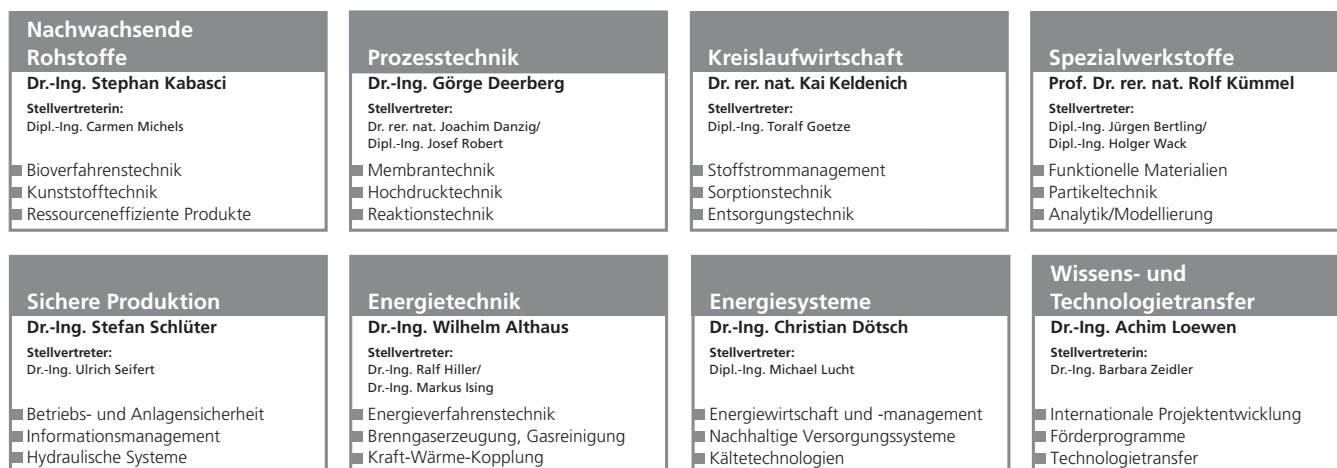 Nachwachsende
Rohstoffe
Dr.-Ing. Stephan Kabasci
Stellvertreterin:
Dipl.-Ing. Carmen Michels
Bioverfahrenstechnik
Kunststofftechnik
Ressourceneffiziente Produkte
Prozesstechnik
Dr.-Ing. Görge Deerberg
Stellvertreter:
Dr. rer. nat. Joachim Danzig/
Dipl.-Ing. Josef Robert
Membrantechnik
Hochdrucktechnik
Reaktionstechnik
Kreislaufwirtschaft
Dr. rer. nat. Kai Keldenich
Stellvertreter:
Dipl.-Ing. Toralf Goetze
Stoffstrommanagement
Sorptionstechnik
Entsorgungstechnik
Spezialwerkstoffe
Prof. Dr. rer. nat. Rolf Kümmel
Stellvertreter:
Dipl.-Ing. Jürgen Bertling/
Dipl.-Ing. Holger Wack
Funktionelle Materialien
Partikeltechnik
Analytik/Modellierung
Sichere Produktion
Dr.-Ing. Stefan Schlüter
Stellvertreter:
Dr.-Ing. Ulrich Seifert
Betriebs- und Anlagensicherheit
Informationsmanagement
Hydraulische Systeme
Energietechnik
Dr.-Ing. Wilhelm Althaus
Stellvertreter:
Dr.-Ing. Ralf Hiller/
Dr.-Ing. Markus Ising
Energieverfahrenstechnik
Brenngaserzeugung, Gasreinigung
Kraft-Wärme-Kopplung
Energiesysteme
Dr.-Ing. Christian Dötsch
Stellvertreter:
Dipl.-Ing. Michael Lucht
Energiewirtschaft und -management
Nachhaltige Versorgungssysteme
Kältetechnologien
Wissens- und
Technologietransfer
Dr.-Ing. Achim Loewen
Stellvertreterin:
Dr.-Ing. Barbara Zeidler
Internationale Projektentwicklung
Förderprogramme
Technologietransfer